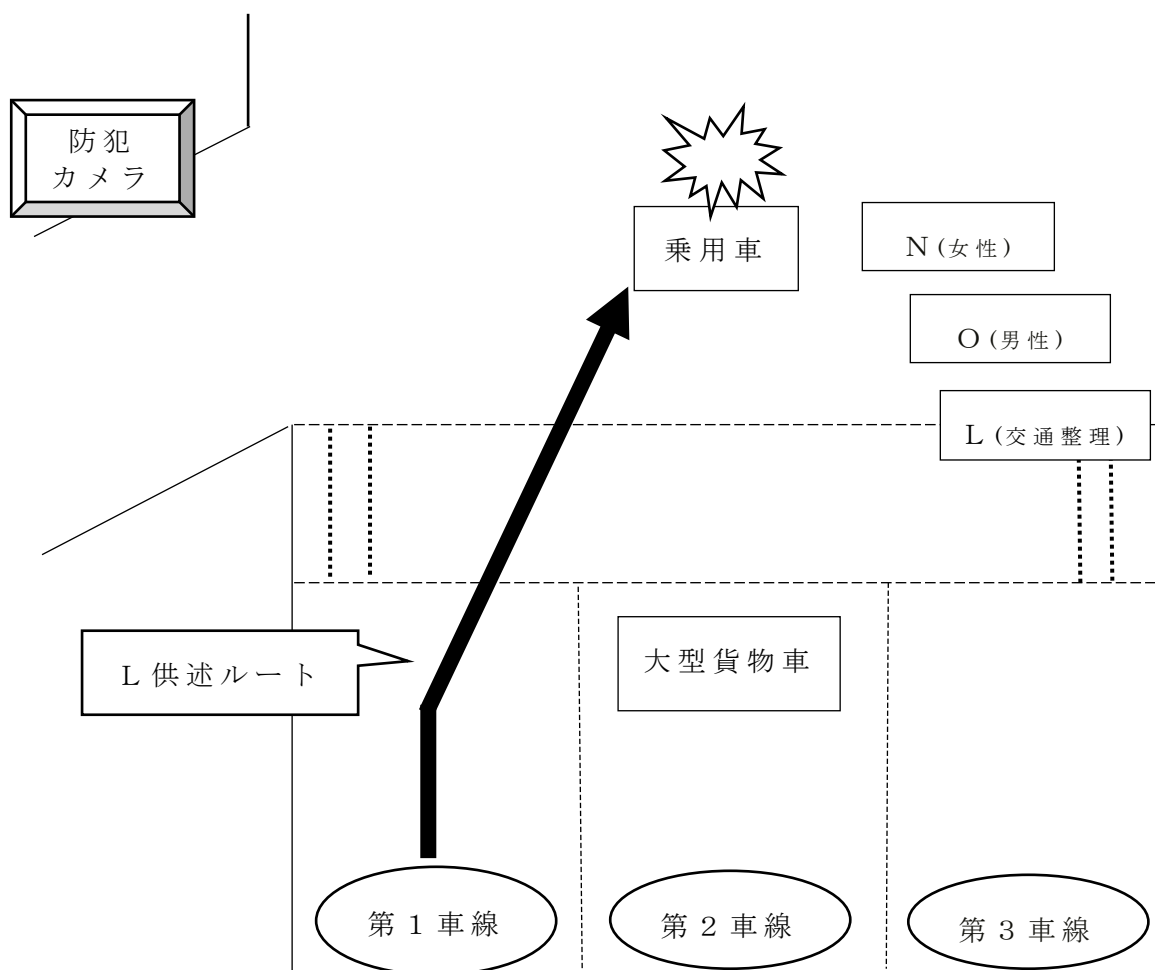 防犯
カメラ
乗用車
N(女性)
O(男性)
L(交通整理)
L供述ルート
大型貨物車
第1車線
第2車線
第3車線